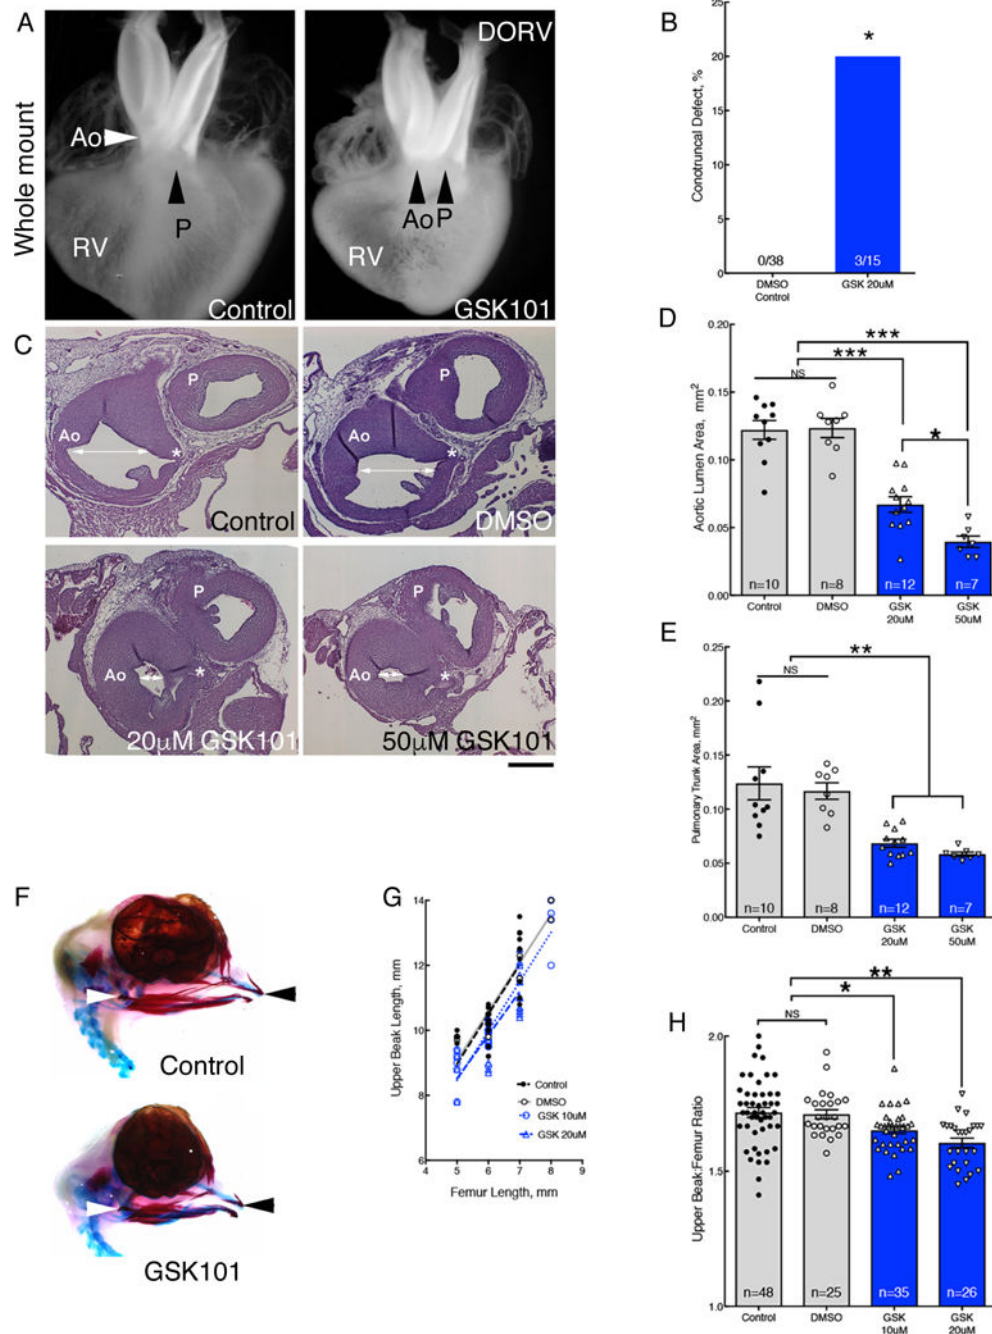 A
Whole mount
Ao
P
RV
Control
DORV
Ao P
RV
GSK101
B
Conotruncal Defect, %
25
20
15
10
5
0
*
0/38
3/15
DMSO
Control
GSK 20uM
C
P
Ao
*
Control
P
Ao
*
DMSO
P
Ao
*
20µM GSK101
P
Ao
*
50µM GSK101
D
Aortic Lumen Area, mm²
0.20
0.15
0.10
0.05
0.00
***
***
NS
*
n=10
n=8
n=12
n=7
Control
DMSO
GSK
20uM
GSK
50uM
E
Pulmonary Trunk Area, mm²
0.25
0.20
0.15
0.10
0.05
0.00
**
NS
n=10
n=8
n=12
n=7
Control
DMSO
GSK
20uM
GSK
50uM
F
Control
GSK101
G
Upper Beak Length, mm
14
12
10
8
6
4 5 6 7 8 9
Femur Length, mm
Control
DMSO
GSK 10uM
GSK 20uM
H
Upper Beak:Femur Ratio
2.0
1.5
1.0
**
*
NS
n=48
n=25
n=35
n=26
Control
DMSO
GSK
10uM
GSK
20uM